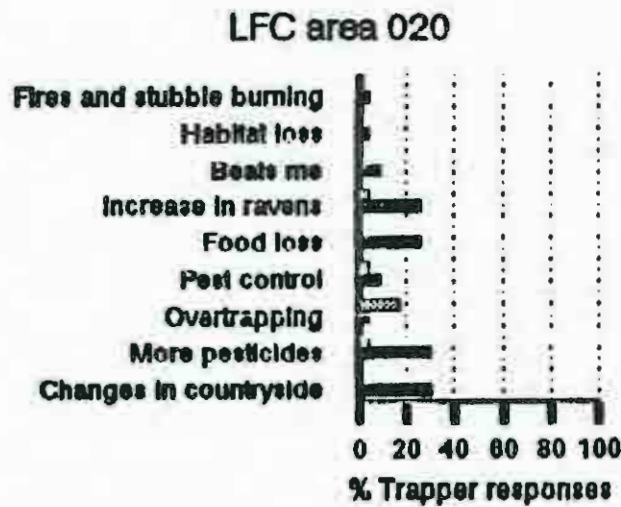 LFC area 020
Fires and stubble burning
Habitat loss
Beats me
Increase in ravens
Food loss
Pest control
Overtrapping
More pesticides
Changes in countryside
0 20 40 60 80 100
% Trapper responses